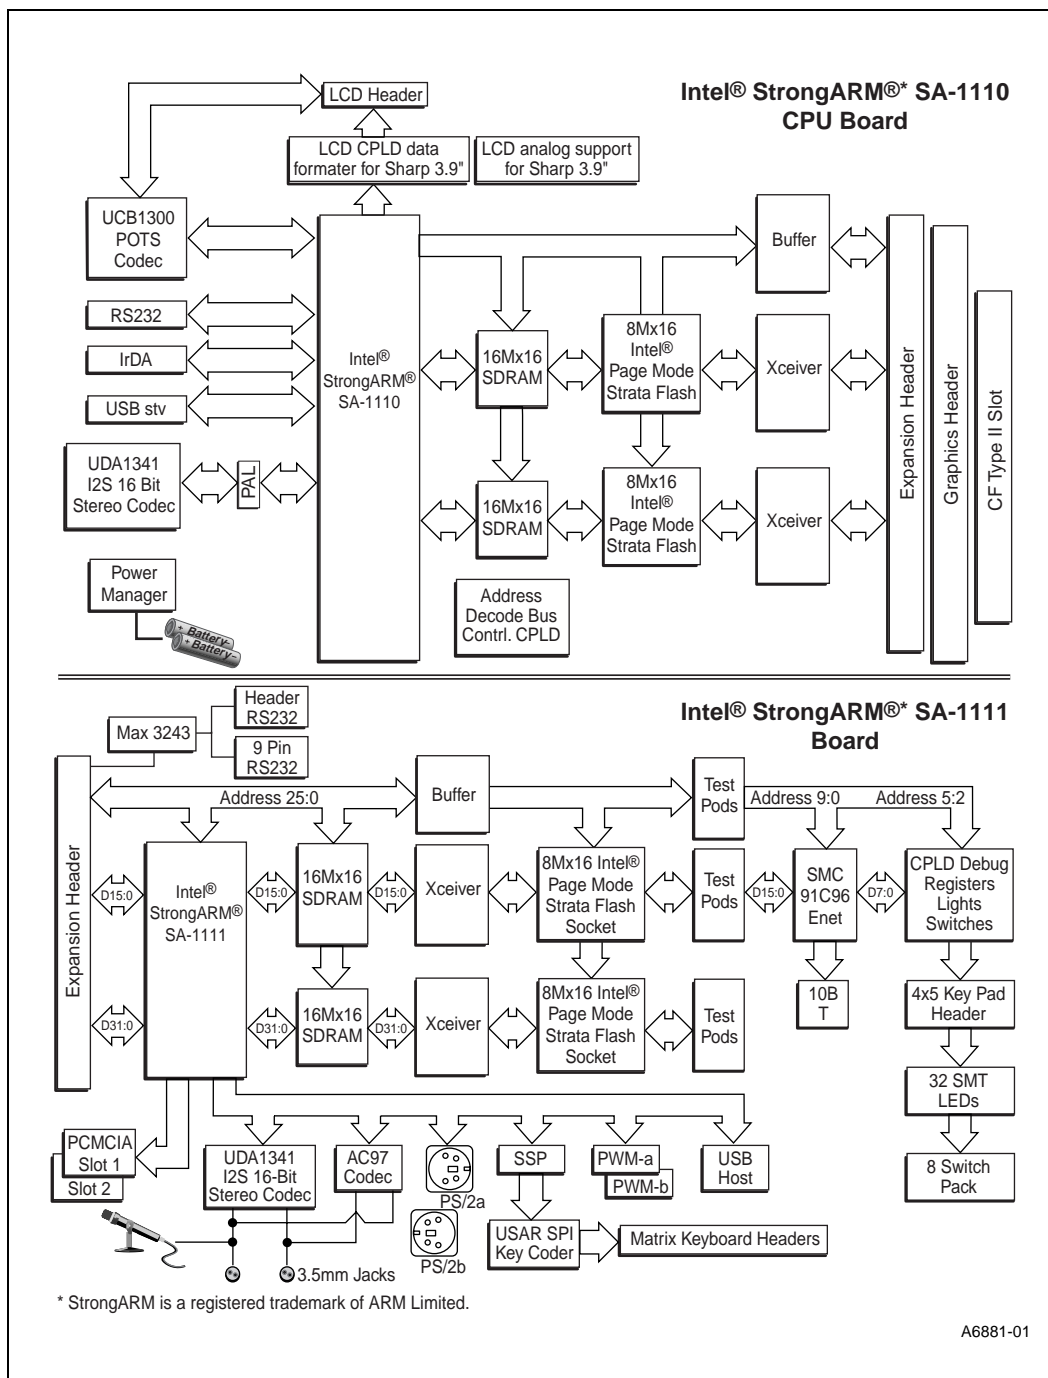 Intel® StrongARM®* SA-1110
CPU Board
LCD Header
LCD CPLD data
formater for Sharp 3.9"
LCD analog support
for Sharp 3.9"
UCB1300
POTS
Codec
RS232
IrDA
USB stv
UDA1341
I2S 16 Bit
Stereo Codec
PAL
Power
Manager
+ Battery-
+ Battery-
Intel®
StrongARM®
SA-1110
16Mx16
SDRAM
8Mx16
Intel®
Page Mode
Strata Flash
Buffer
Xceiver
16Mx16
SDRAM
8Mx16
Intel®
Page Mode
Strata Flash
Xceiver
Address
Decode Bus
Contrl. CPLD
Expansion Header
Graphics Header
CF Type II Slot
Intel® StrongARM®* SA-1111
Board
Header
RS232
Max 3243
9 Pin
RS232
Expansion Header
Address 25:0
Buffer
Test
Pods
Address 9:0
Address 5:2
D15:0
Intel®
StrongARM®
SA-1111
D15:0
16Mx16
SDRAM
D15:0
Xceiver
8Mx16 Intel®
Page Mode
Strata Flash
Socket
Test
Pods
D15:0
SMC
91C96
Enet
D7:0
CPLD Debug
Registers
Lights
Switches
D31:0
D31:0
16Mx16
SDRAM
D31:0
Xceiver
8Mx16 Intel®
Page Mode
Strata Flash
Socket
Test
Pods
10B
T
4x5 Key Pad
Header
32 SMT
LEDs
8 Switch
Pack
PCMCIA
Slot 1
Slot 2
UDA1341
I2S 16-Bit
Stereo Codec
AC97
Codec
PS/2a
PS/2b
SSP
PWM-a
PWM-b
USB
Host
USAR SPI
Key Coder
Matrix Keyboard Headers
3.5mm Jacks
* StrongARM is a registered trademark of ARM Limited.
A6881-01